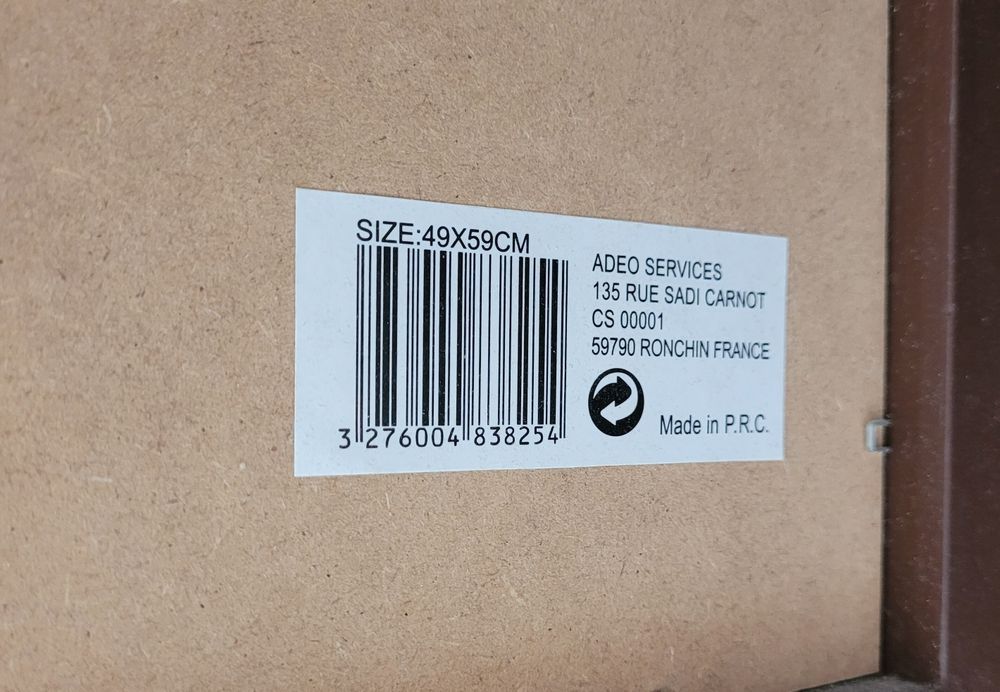 SIZE:49X59CM
3 276004 838254
ADEO SERVICES
135 RUE SADI CARNOT
CS 00001
59790 RONCHIN FRANCE
Made in P.R.C.